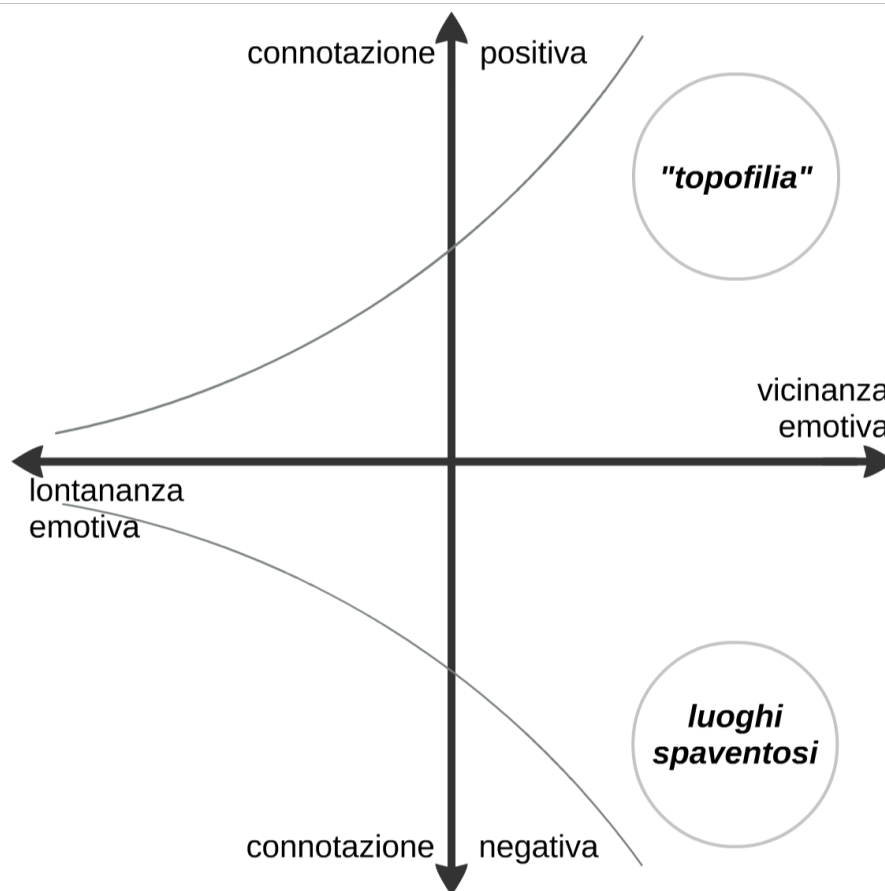 connotazione positiva
"topofilia"
vicinanza
emotiva
lontananza
emotiva
luoghi
spaventosi
connotazione negativa